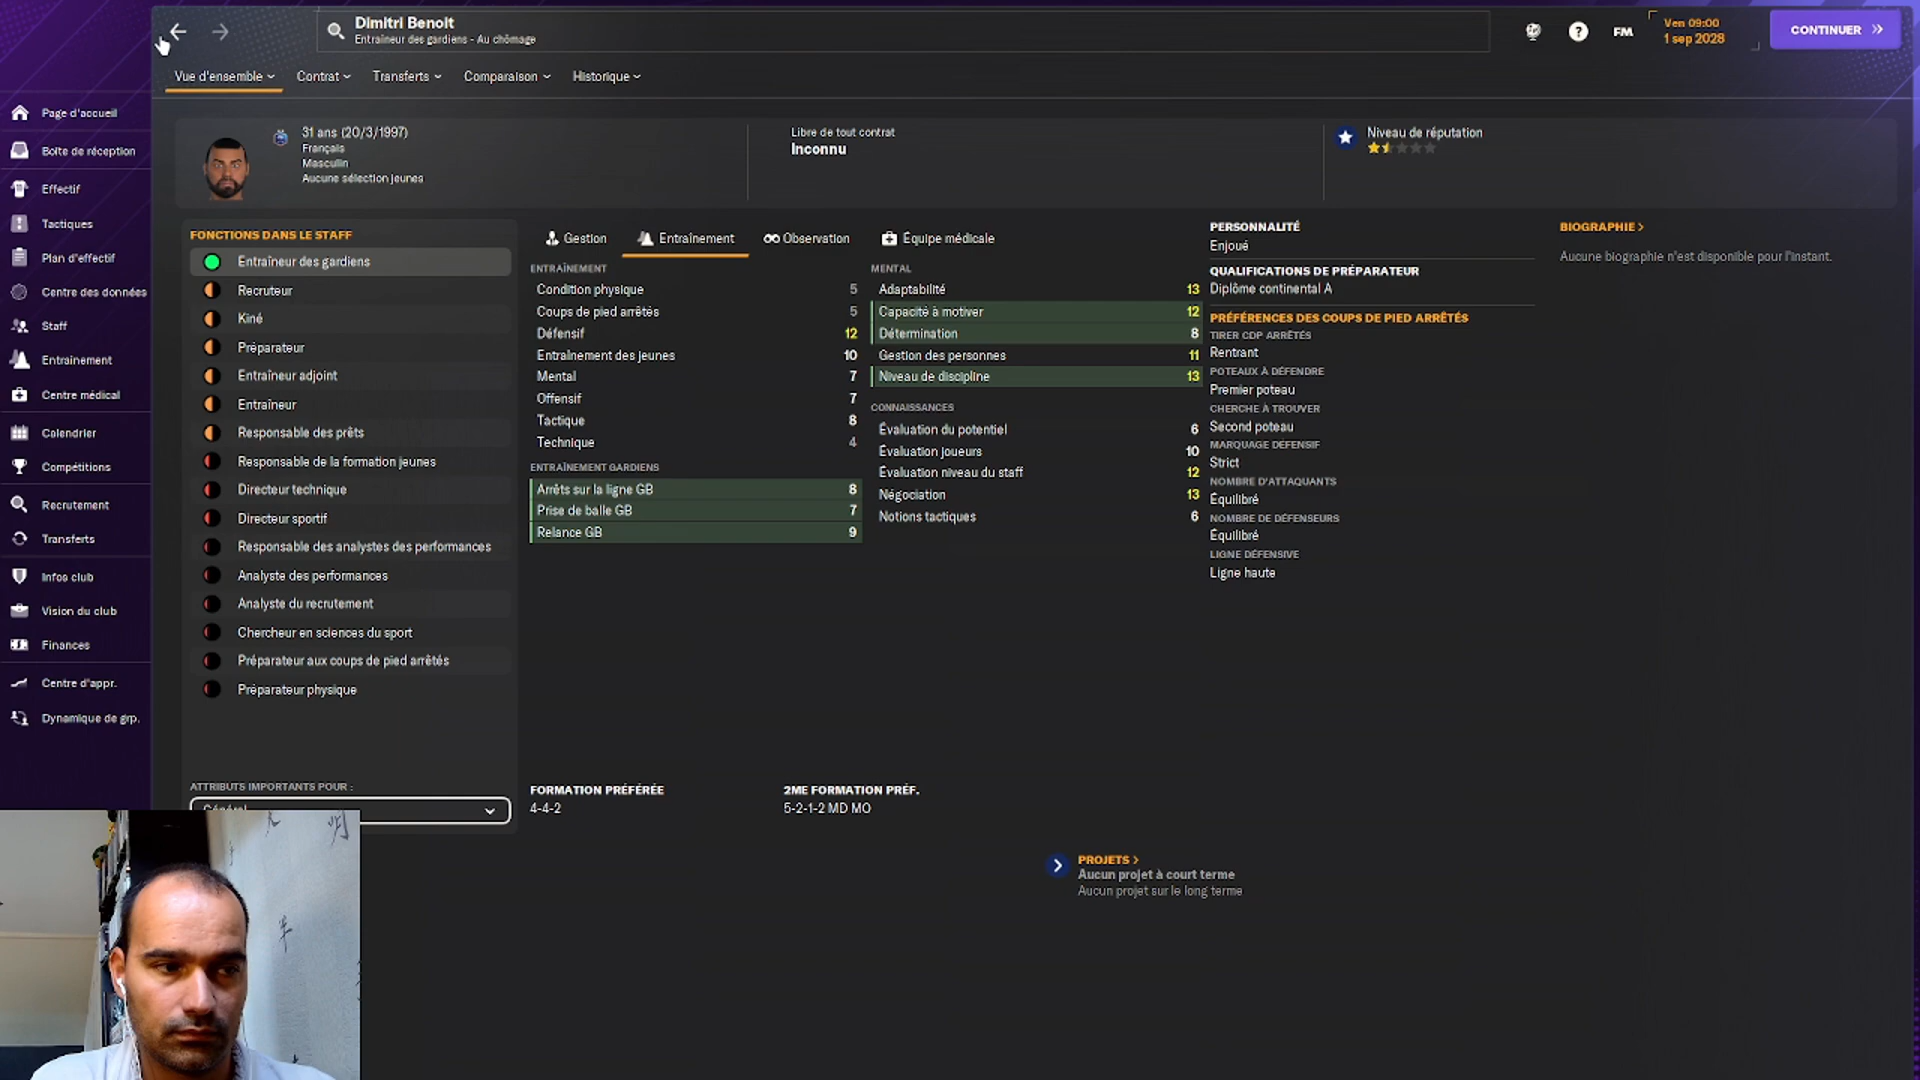 Dimitri Benoit
Entraîneur des gardiens - Au chômage
FM
Ven 09:00
1 sep 2028
CONTINUER
Vue d'ensemble
Contrat
Transferts
Comparaison
Historique
Page d'accueil
Boîte de réception
Effectif
Tactiques
Plan d'effectif
Centre des données
Staff
Entraînement
Centre médical
Calendrier
Compétitions
Recrutement
Transferts
Infos club
Vision du club
Finances
Centre d'appr.
Dynamique de grp.
31 ans (20/3/1997)
Français
Masculin
Aucune sélection jeunes
Libre de tout contrat
Inconnu
Niveau de réputation
FONCTIONS DANS LE STAFF
Entraîneur des gardiens
Recruteur
Kiné
Préparateur
Entraîneur adjoint
Entraîneur
Responsable des prêts
Responsable de la formation jeunes
Directeur technique
Directeur sportif
Responsable des analystes des performances
Analyste des performances
Analyste du recrutement
Chercheur en sciences du sport
Préparateur aux coups de pied arrêtés
Préparateur physique
ATTRIBUTS IMPORTANTS POUR :
Général
Gestion
Entraînement
Observation
Équipe médicale
ENTRAÎNEMENT
Condition physique 5
Coups de pied arrêtés 5
Défensif 12
Entraînement des jeunes 10
Mental 7
Offensif 7
Tactique 8
Technique 4
ENTRAÎNEMENT GARDIENS
Arrêts sur la ligne GB 8
Prise de balle GB 7
Relance GB 9
MENTAL
Adaptabilité 13
Capacité à motiver 12
Détermination 8
Gestion des personnes 11
Niveau de discipline 13
CONNAISSANCES
Évaluation du potentiel 6
Évaluation joueurs 10
Évaluation niveau du staff 12
Négociation 13
Notions tactiques 6
FORMATION PRÉFÉRÉE
4-4-2
2ME FORMATION PRÉF.
5-2-1-2 MD MO
PERSONNALITÉ
Enjoué
QUALIFICATIONS DE PRÉPARATEUR
Diplôme continental A
PRÉFÉRENCES DES COUPS DE PIED ARRÊTÉS
TIRER CDP ARRÊTÉS
Rentrant
POTEAUX À DÉFENDRE
Premier poteau
CHERCHE À TROUVER
Second poteau
MARQUAGE DÉFENSIF
Strict
NOMBRE D'ATTAQUANTS
Équilibré
NOMBRE DE DÉFENSEURS
Équilibré
LIGNE DÉFENSIVE
Ligne haute
BIOGRAPHIE >
Aucune biographie n'est disponible pour l'instant.
PROJETS >
Aucun projet à court terme
Aucun projet sur le long terme
明